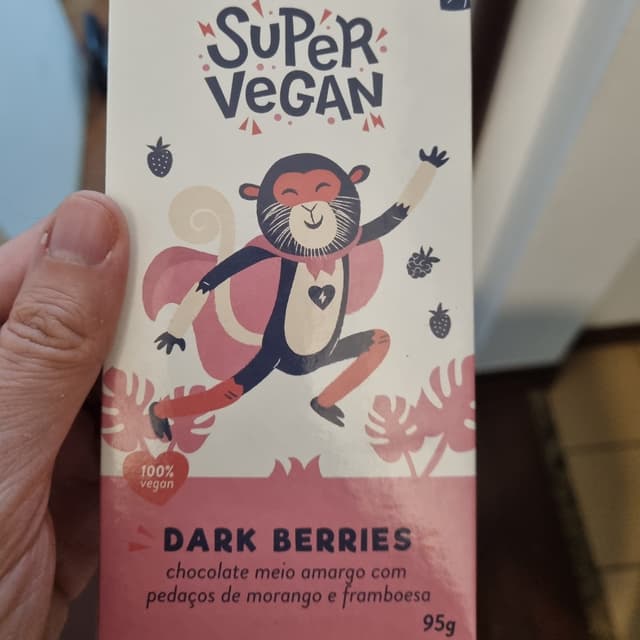 SUPER
VEGAN
100%
vegan
DARK BERRIES
chocolate meio amargo com
pedaços de morango e framboesa
95g